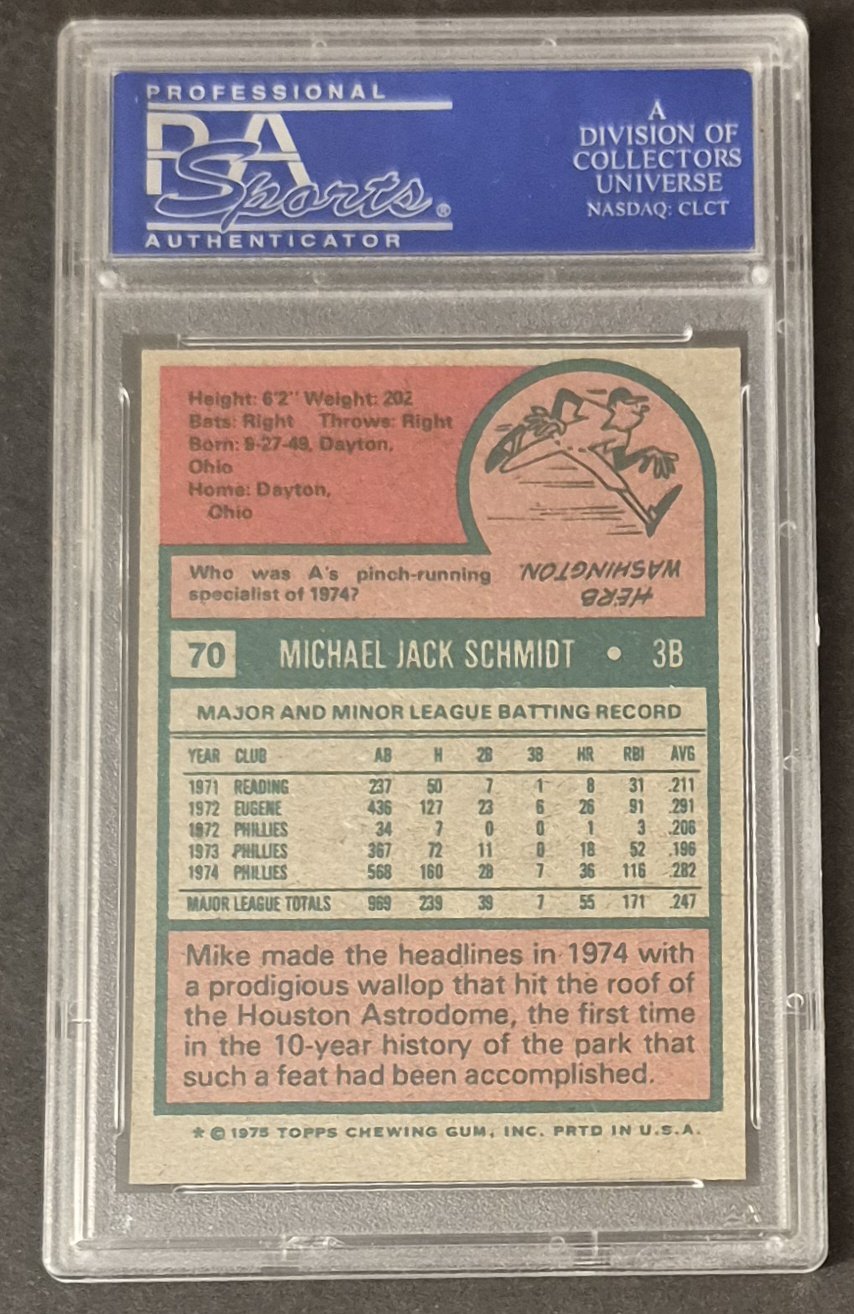 PROFESSIONAL
PSA
Sports®
AUTHENTICATOR
A
DIVISION OF
COLLECTORS
UNIVERSE
NASDAQ: CLCT
Height: 6'2" Weight: 202
Bats: Right Throws: Right
Born: 9-27-49, Dayton,
Ohio
Home: Dayton,
Ohio
Who was A's pinch-running
specialist of 1974?
HERB
WASHINGTON.
70 MICHAEL JACK SCHMIDT • 3B
MAJOR AND MINOR LEAGUE BATTING RECORD
YEAR CLUB AB H 2B 3B HR RBI AVG
1971 READING 237 50 7 1 8 31 .211
1972 EUGENE 436 127 23 6 26 91 .291
1972 PHILLIES 34 7 0 0 1 3 .206
1973 PHILLIES 367 72 11 0 18 52 .196
1974 PHILLIES 568 160 28 7 36 116 .282
MAJOR LEAGUE TOTALS 969 239 39 7 55 171 .247
Mike made the headlines in 1974 with
a prodigious wallop that hit the roof of
the Houston Astrodome, the first time
in the 10-year history of the park that
such a feat had been accomplished.
* © 1975 TOPPS CHEWING GUM, INC. PRTD IN U.S.A.